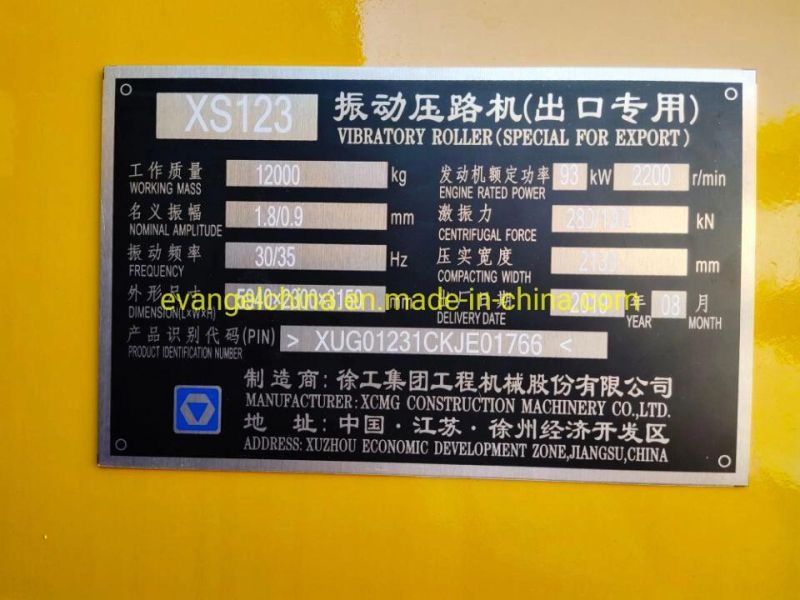 XS123 振动压路机(出口专用)
VIBRATORY ROLLER(SPECIAL FOR EXPORT)
工作质量 12000 kg 发动机额定功率 93 kW 2200 r/min
WORKING MASS ENGINE RATED POWER
名义振幅 1.8/0.9 mm 激振力 kN
NOMINAL AMPLITUDE CENTRIFUGAL FORCE
振动频率 30/35 Hz 压实宽度 2130 mm
FREQUENCY COMPACTING WIDTH
外形尺寸 mm 年 08 月
evangelchina.en.made-in-china.com
DIMENSION(L×W×H) DELIVERY DATE YEAR MONTH
产品识别代码(PIN) > XUG01231CKJE01766 <
PRODUCT IDENTIFICATION NUMBER
制造商:徐工集团工程机械股份有限公司
MANUFACTURER:XCMG CONSTRUCTION MACHINERY CO.,LTD.
地 址:中国·江苏·徐州经济开发区
ADDRESS: XUZHOU ECONOMIC DEVELOPMENT ZONE,JIANGSU,CHINA